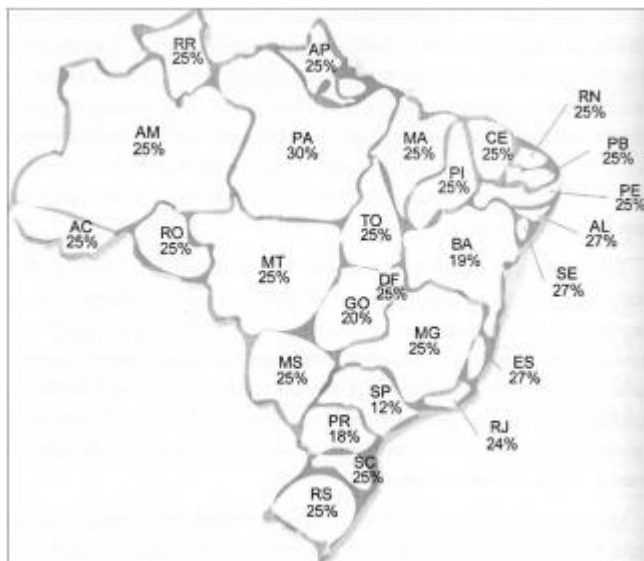 RR
25%
AP
25%
AM
25%
PA
30%
MA
25%
CE
25%
RN
25%
PB
25%
PI
25%
PE
25%
AC
25%
RO
25%
TO
25%
AL
27%
MT
25%
BA
19%
SE
27%
DF
25%
GO
20%
MG
25%
MS
25%
ES
27%
SP
12%
RJ
24%
PR
18%
SC
25%
RS
25%